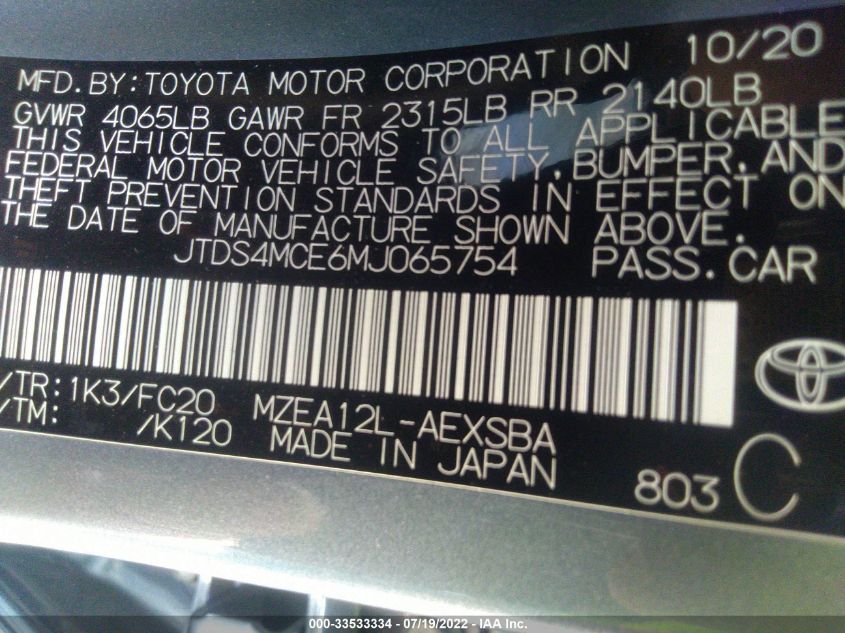 MFD. BY: TOYOTA MOTOR CORPORATION 10/20
GVWR 4065LB GAWR FR 2315LB RR 2140LB
THIS VEHICLE CONFORMS TO ALL APPLICABLE
FEDERAL MOTOR VEHICLE SAFETY, BUMPER, AND
THEFT PREVENTION STANDARDS IN EFFECT ON
THE DATE OF MANUFACTURE SHOWN ABOVE.
JTDS4MCE6MJ065754 PASS. CAR
/TR: 1K3/FC20 MZEA12L-AEXSBA
/TM: /K120 MADE IN JAPAN 803 C
000-33533334 - 07/19/2022 - IAA Inc.